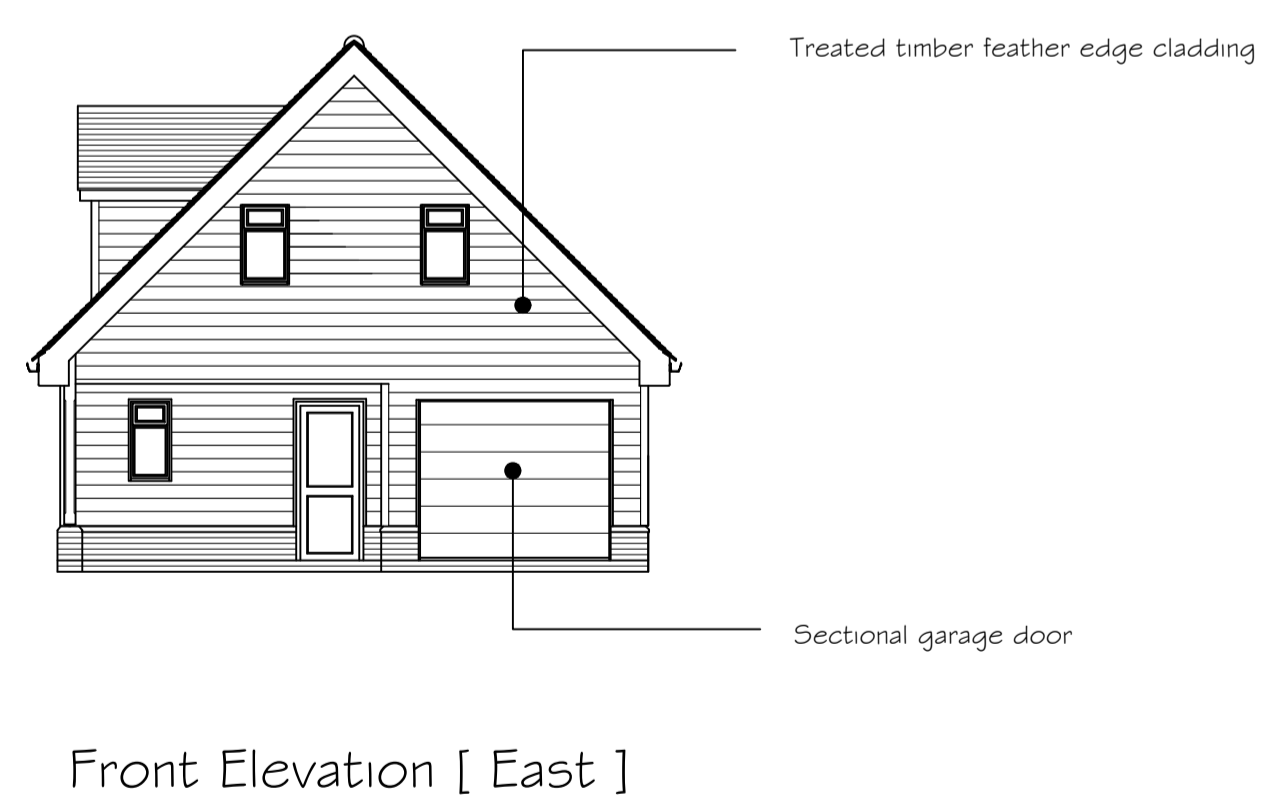 Treated timber feather edge cladding
Sectional garage door
Front Elevation [ East ]